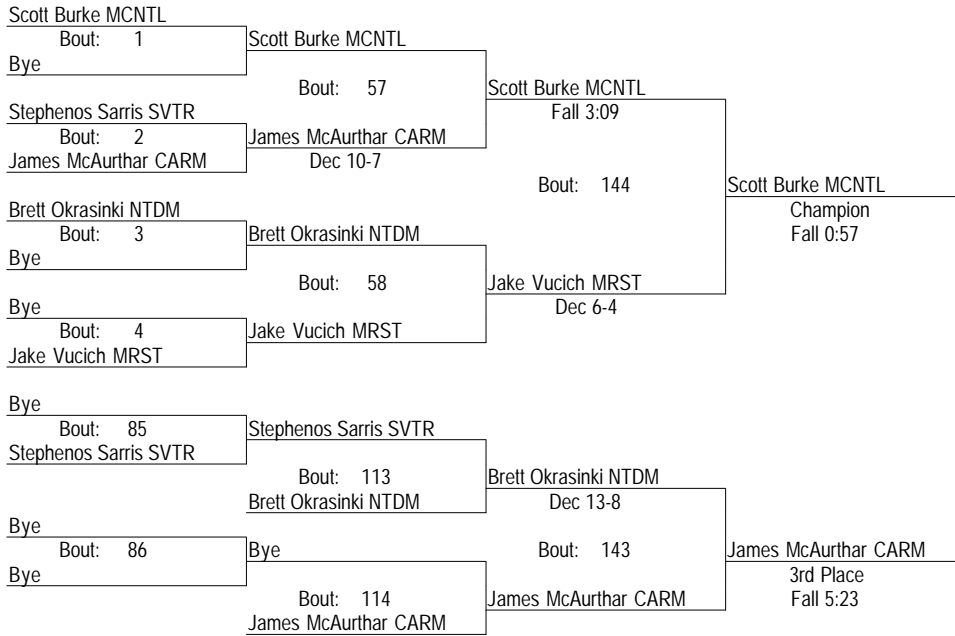 Scott Burke MCNTL
Bout: 1
Scott Burke MCNTL
Bye
Bout: 57
Scott Burke MCNTL
Stephenos Sarris SVTR
Fall 3:09
Bout: 2
James McAurthar CARM
James McAurthar CARM
Dec 10-7
Bout: 144
Scott Burke MCNTL
Brett Okrasinki NTDM
Champion
Bout: 3
Brett Okrasinki NTDM
Fall 0:57
Bye
Bout: 58
Jake Vucich MRST
Bye
Dec 6-4
Bout: 4
Jake Vucich MRST
Jake Vucich MRST
Bye
Bout: 85
Stephenos Sarris SVTR
Stephenos Sarris SVTR
Bout: 113
Brett Okrasinki NTDM
Brett Okrasinki NTDM
Dec 13-8
Bye
Bout: 86
Bye
Bout: 143
James McAurthar CARM
Bye
3rd Place
Bout: 114
James McAurthar CARM
Fall 5:23
James McAurthar CARM